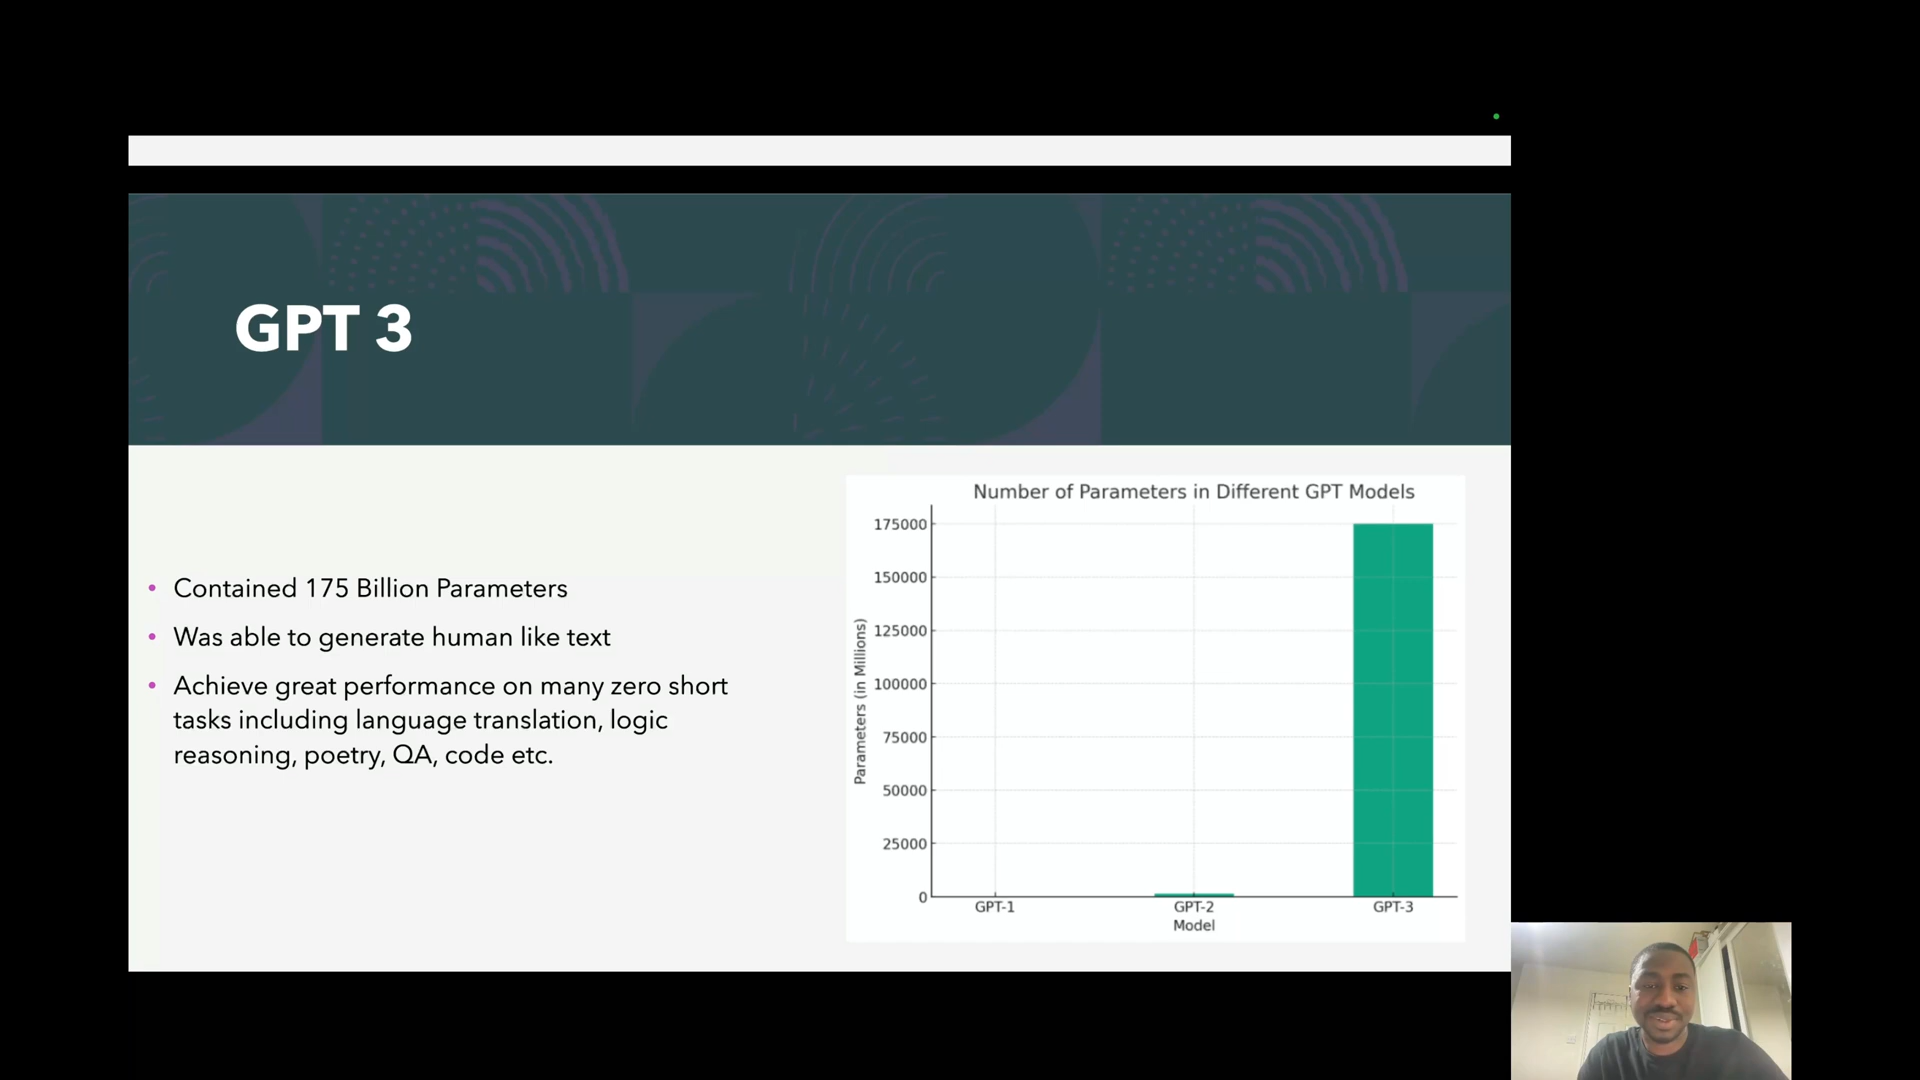 GPT 3
• Contained 175 Billion Parameters
• Was able to generate human like text
• Achieve great performance on many zero short
tasks including language translation, logic
reasoning, poetry, QA, code etc.
Number of Parameters in Different GPT Models
Parameters (in Millions)
175000
150000
125000
100000
75000
50000
25000
0
GPT-1 GPT-2 GPT-3
Model